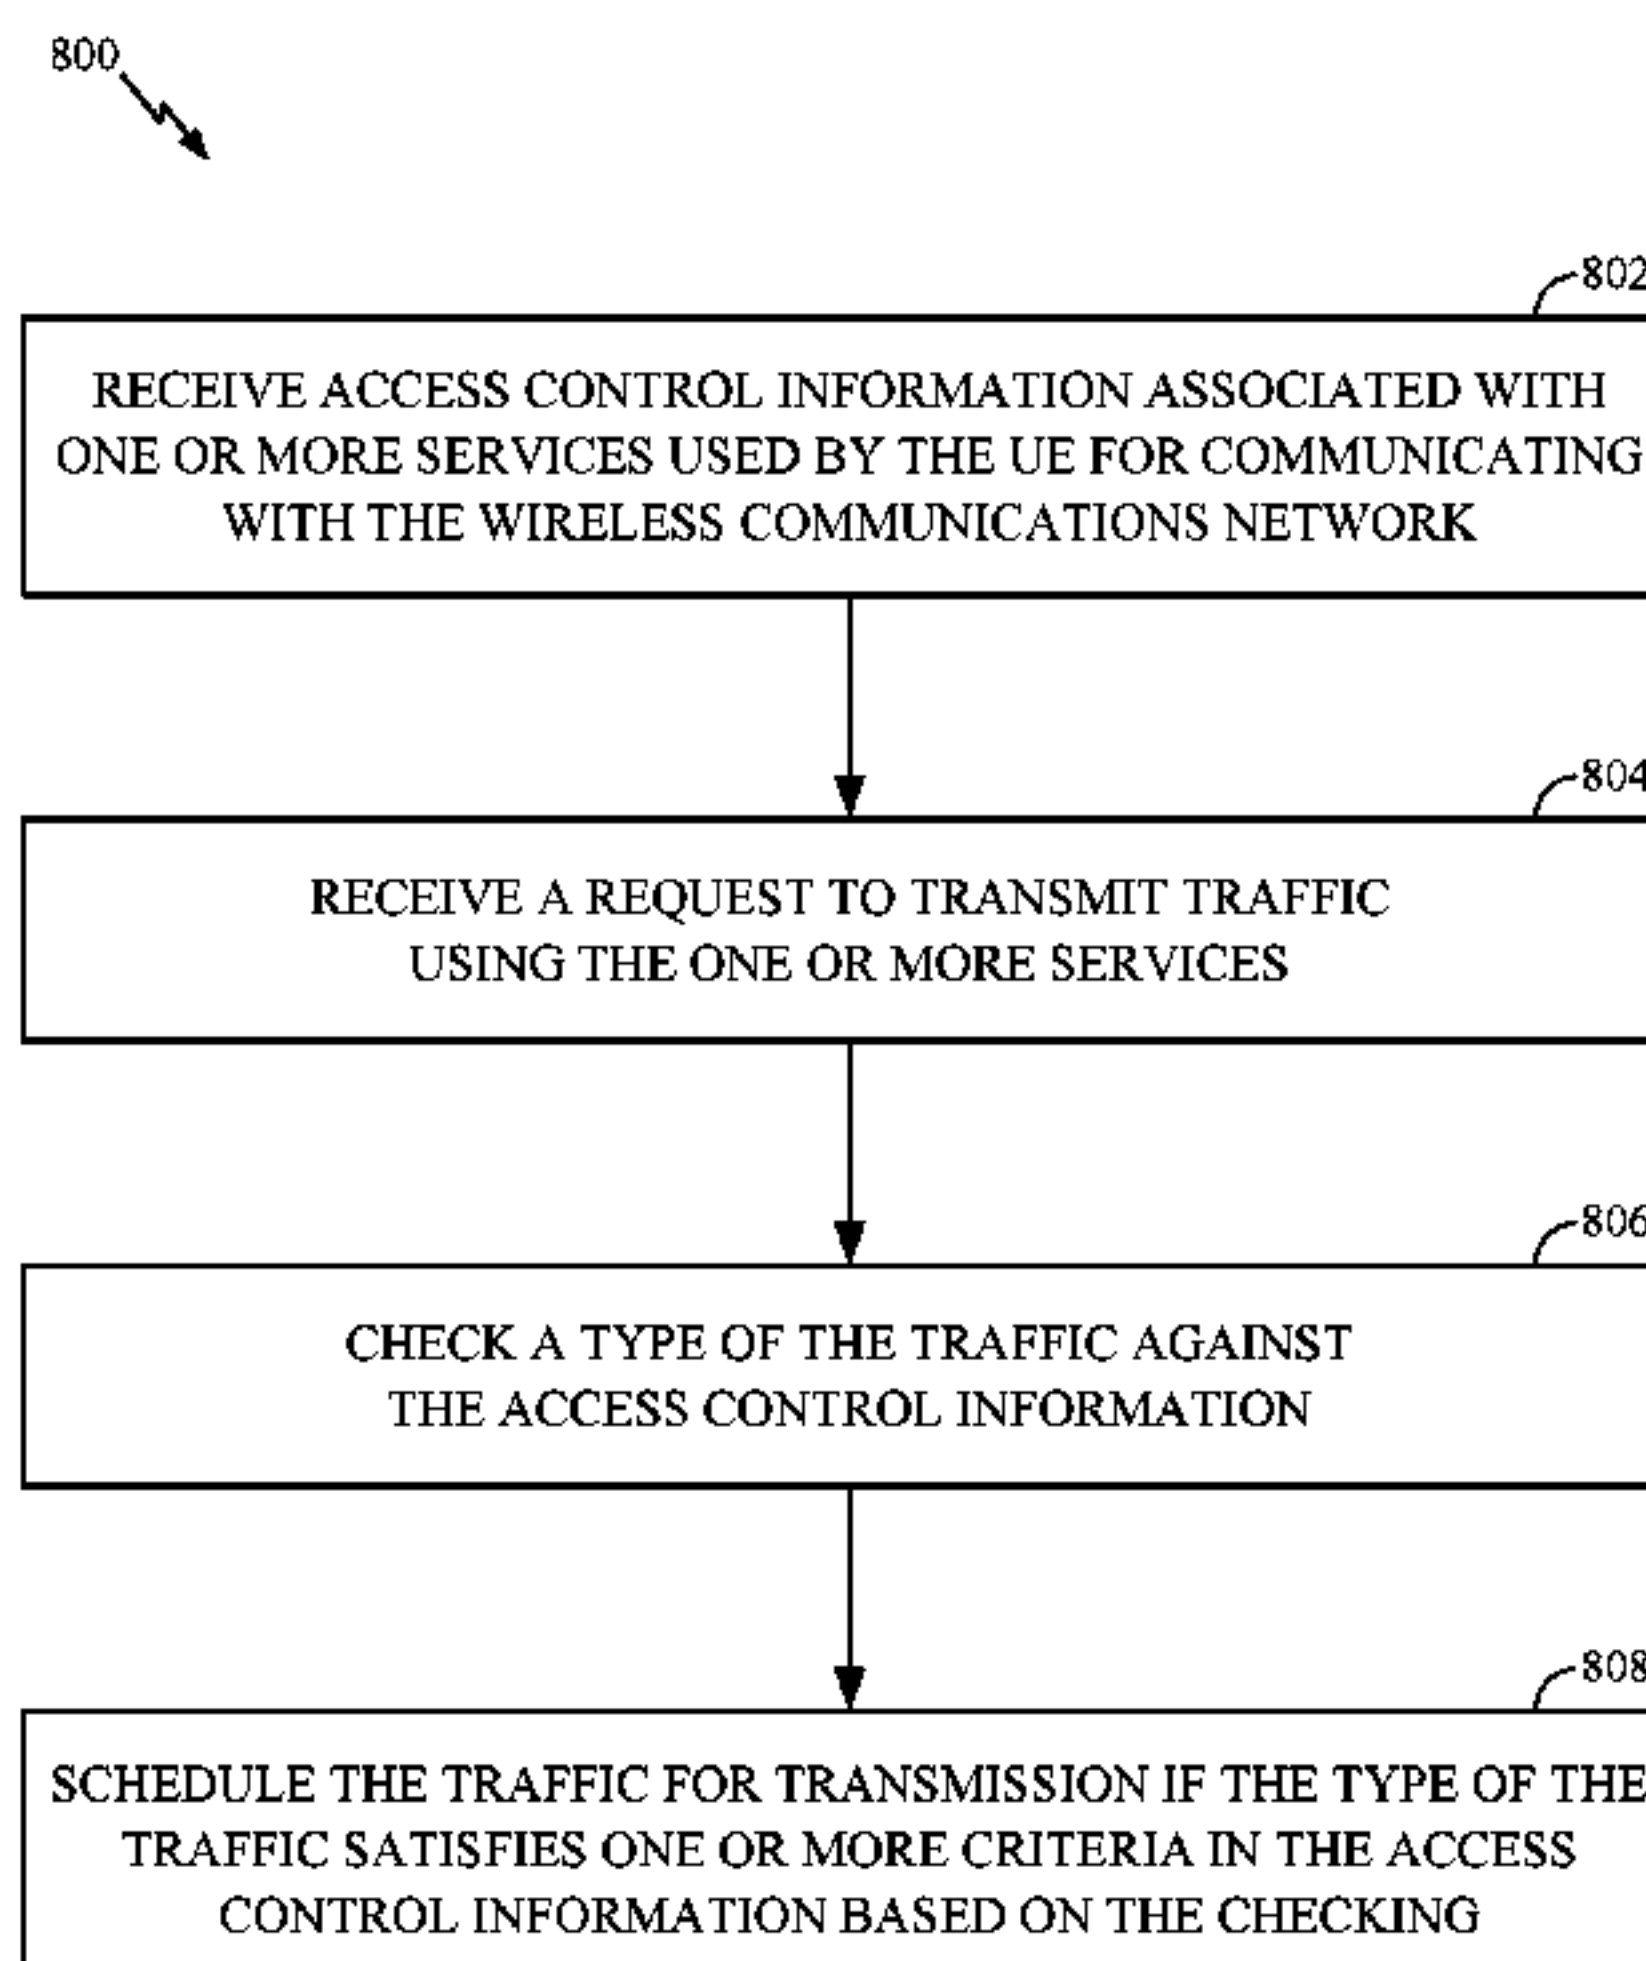 800
802
RECEIVE ACCESS CONTROL INFORMATION ASSOCIATED WITH
ONE OR MORE SERVICES USED BY THE UE FOR COMMUNICATING
WITH THE WIRELESS COMMUNICATIONS NETWORK
804
RECEIVE A REQUEST TO TRANSMIT TRAFFIC
USING THE ONE OR MORE SERVICES
806
CHECK A TYPE OF THE TRAFFIC AGAINST
THE ACCESS CONTROL INFORMATION
808
SCHEDULE THE TRAFFIC FOR TRANSMISSION IF THE TYPE OF THE
TRAFFIC SATISFIES ONE OR MORE CRITERIA IN THE ACCESS
CONTROL INFORMATION BASED ON THE CHECKING